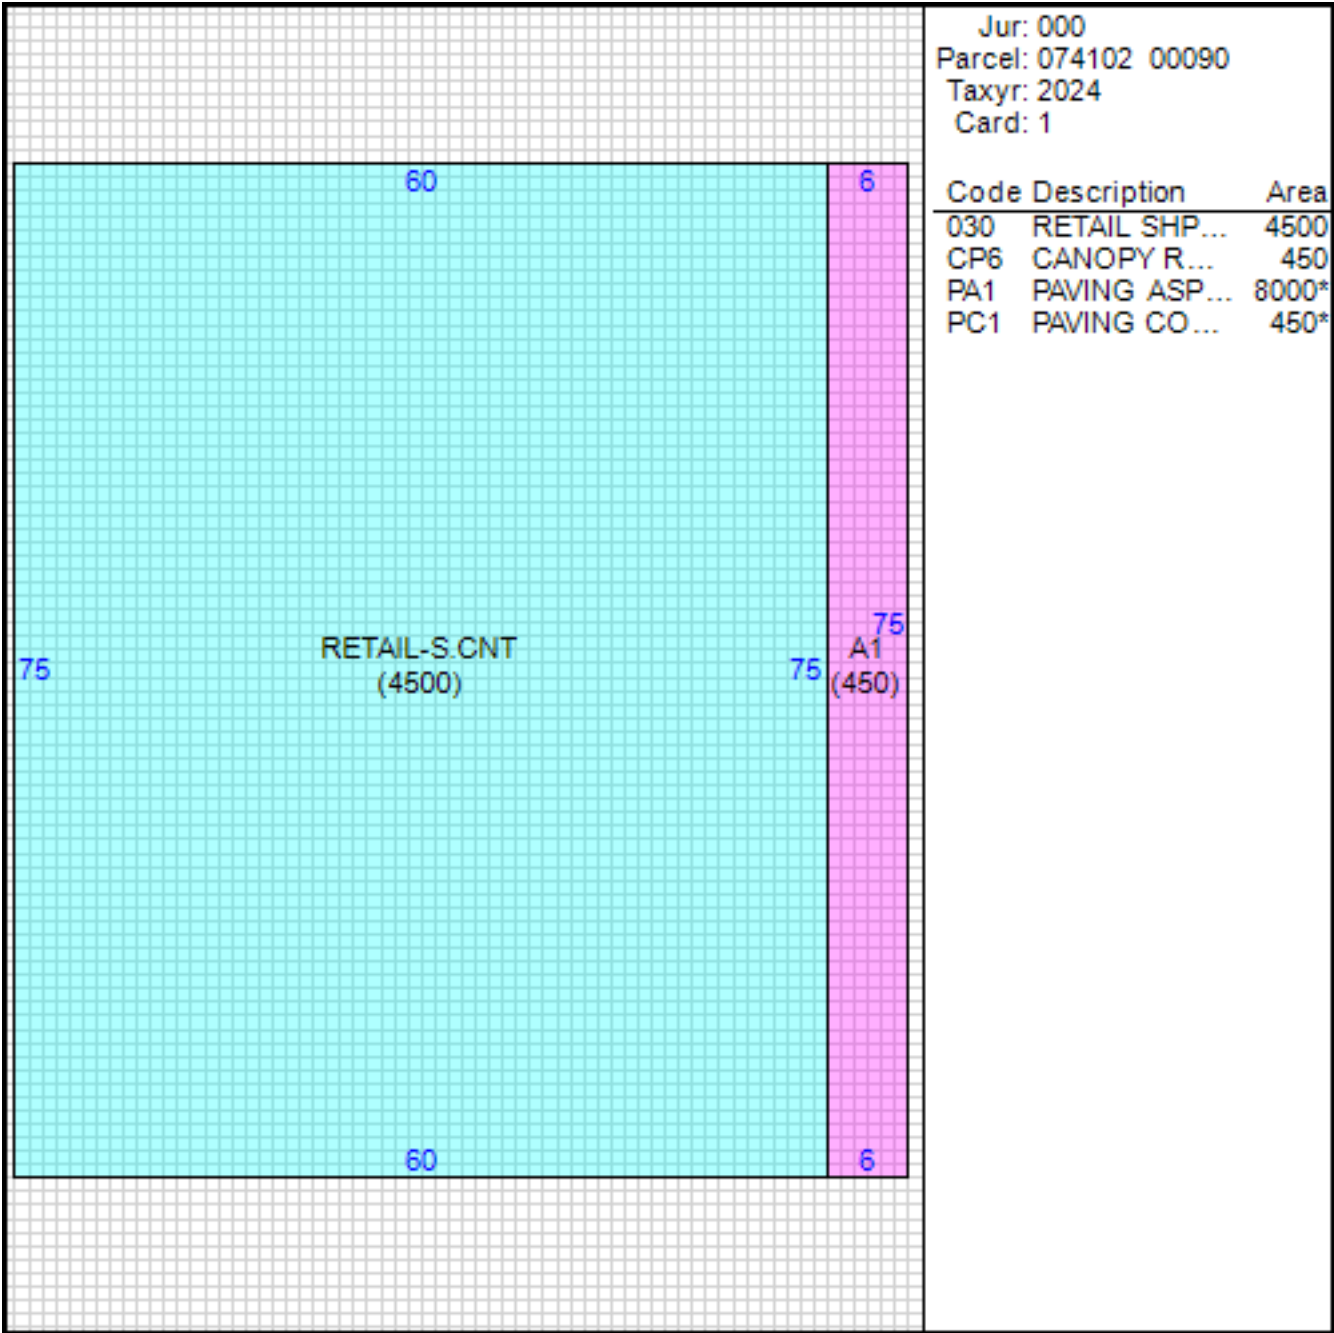 Jur: 000
Parcel: 074102 00090
Taxyr: 2024
Card: 1
Code Description Area
030 RETAIL SHP... 4500
CP6 CANOPY R... 450
PA1 PAVING ASP... 8000*
PC1 PAVING CO... 450*
60 6
75
RETAIL-S.CNT A1
75 (4500) 75 (450)
60 6